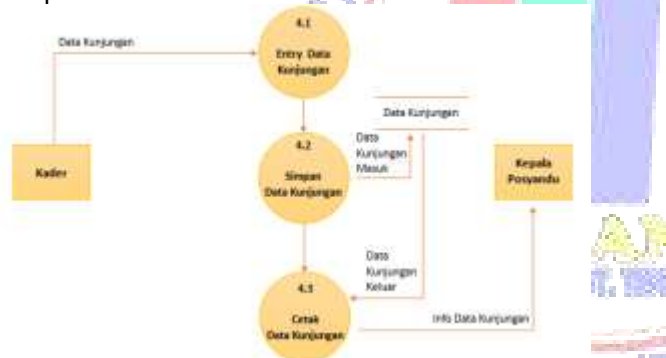 4.1
Data Kunjungan
Entry Data
Kunjungan
Data Kunjungan
4.2
Data
Kunjungan
Masuk
Simpan
Data Kunjungan
Kader
Kepala
Posyandu
Data
Kunjungan
Keluar
4.3
Cetak
Data Kunjungan
Info Data Kunjungan